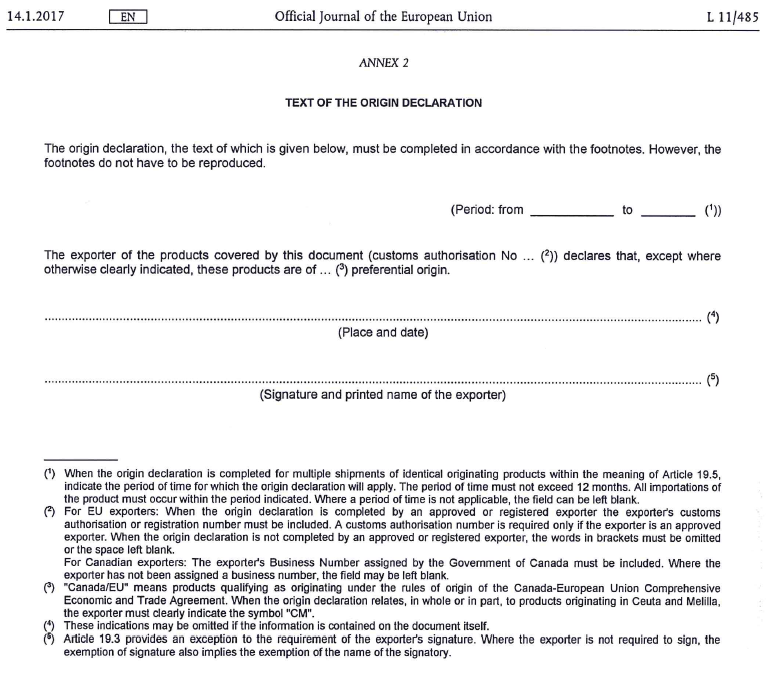 14.1.2017 EN Official Journal of the European Union L 11/485
ANNEX 2
TEXT OF THE ORIGIN DECLARATION
The origin declaration, the text of which is given below, must be completed in accordance with the footnotes. However, the
footnotes do not have to be reproduced.
(Period: from ___________ to _______ (¹))
The exporter of the products covered by this document (customs authorisation No ... (²)) declares that, except where
otherwise clearly indicated, these products are of ... (³) preferential origin.
........................................................................................................................ (⁴)
(Place and date)
........................................................................................................................ (⁵)
(Signature and printed name of the exporter)
(¹) When the origin declaration is completed for multiple shipments of identical originating products within the meaning of Article 19.5,
indicate the period of time for which the origin declaration will apply. The period of time must not exceed 12 months. All importations of
the product must occur within the period indicated. Where a period of time is not applicable, the field can be left blank.
(²) For EU exporters: When the origin declaration is completed by an approved or registered exporter the exporter's customs
authorisation or registration number must be included. A customs authorisation number is required only if the exporter is an approved
exporter. When the origin declaration is not completed by an approved or registered exporter, the words in brackets must be omitted
or the space left blank.
For Canadian exporters: The exporter's Business Number assigned by the Government of Canada must be included. Where the
exporter has not been assigned a business number, the field may be left blank.
(³) "Canada/EU" means products qualifying as originating under the rules of origin of the Canada-European Union Comprehensive
Economic and Trade Agreement. When the origin declaration relates, in whole or in part, to products originating in Ceuta and Melilla,
the exporter must clearly indicate the symbol "CM".
(⁴) These indications may be omitted if the information is contained on the document itself.
(⁵) Article 19.3 provides an exception to the requirement of the exporter's signature. Where the exporter is not required to sign, the
exemption of signature also implies the exemption of the name of the signatory.